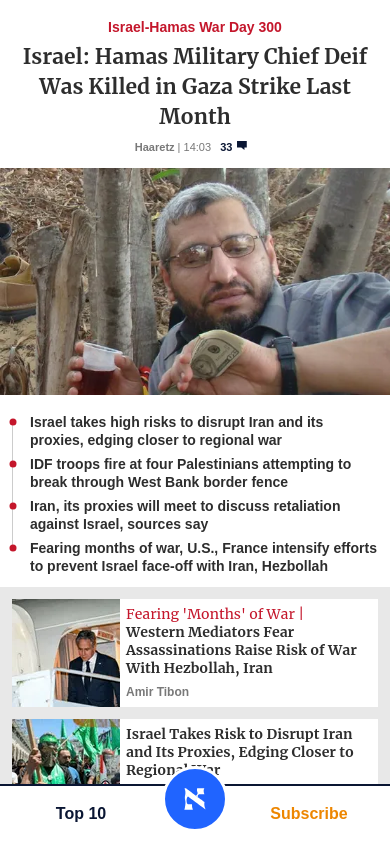 Israel-Hamas War Day 300
Israel: Hamas Military Chief Deif
Was Killed in Gaza Strike Last
Month
Haaretz | 14:03 33
Israel takes high risks to disrupt Iran and its
proxies, edging closer to regional war
IDF troops fire at four Palestinians attempting to
break through West Bank border fence
Iran, its proxies will meet to discuss retaliation
against Israel, sources say
Fearing months of war, U.S., France intensify efforts
to prevent Israel face-off with Iran, Hezbollah
Fearing 'Months' of War |
Western Mediators Fear
Assassinations Raise Risk of War
With Hezbollah, Iran
Amir Tibon
Israel Takes Risk to Disrupt Iran
and Its Proxies, Edging Closer to
Regional War
Top 10
Subscribe